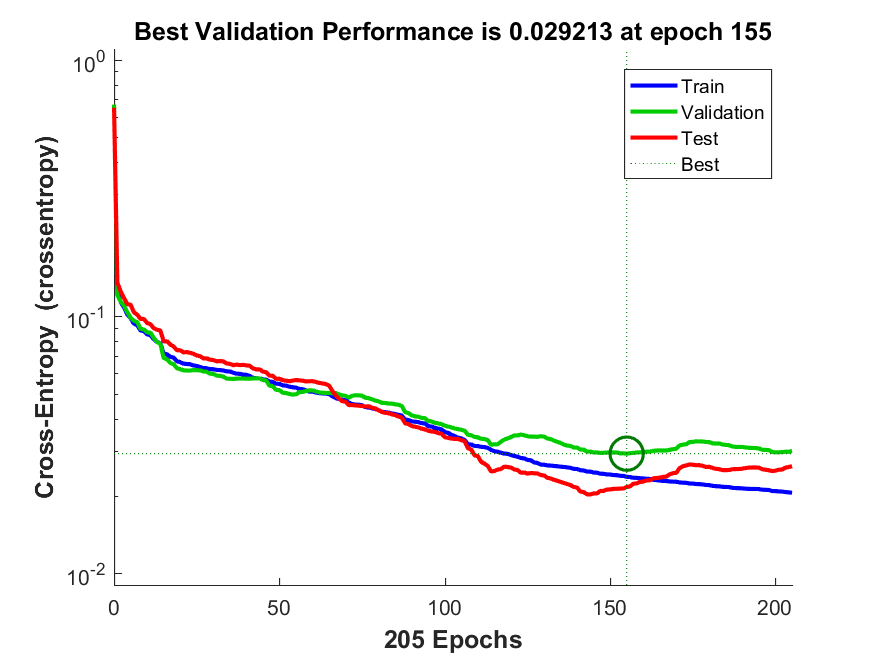 Best Validation Performance is 0.029213 at epoch 155
10^0
Train
Validation
Test
Best
Cross-Entropy (crossentropy)
10^-1
10^-2
0 50 100 150 200
205 Epochs